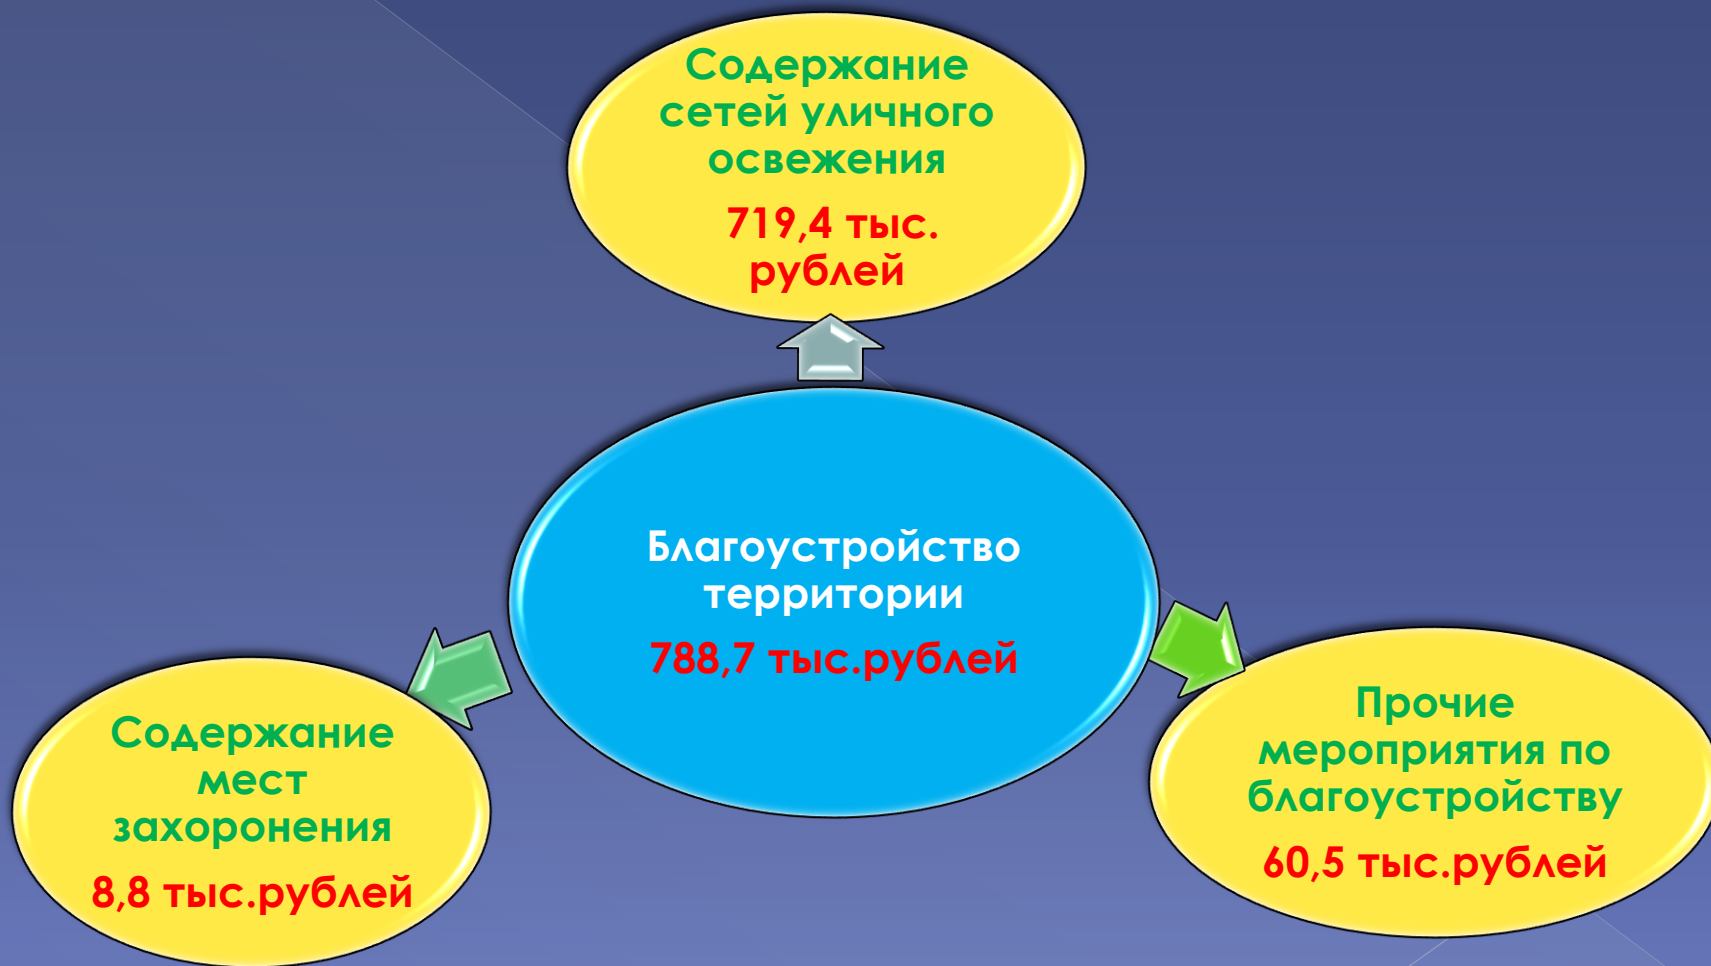 Содержание
сетей уличного
освежения
719,4 тыс.
рублей
Благоустройство
территории
788,7 тыс.рублей
Содержание
мест
захоронения
8,8 тыс.рублей
Прочие
мероприятия по
благоустройству
60,5 тыс.рублей